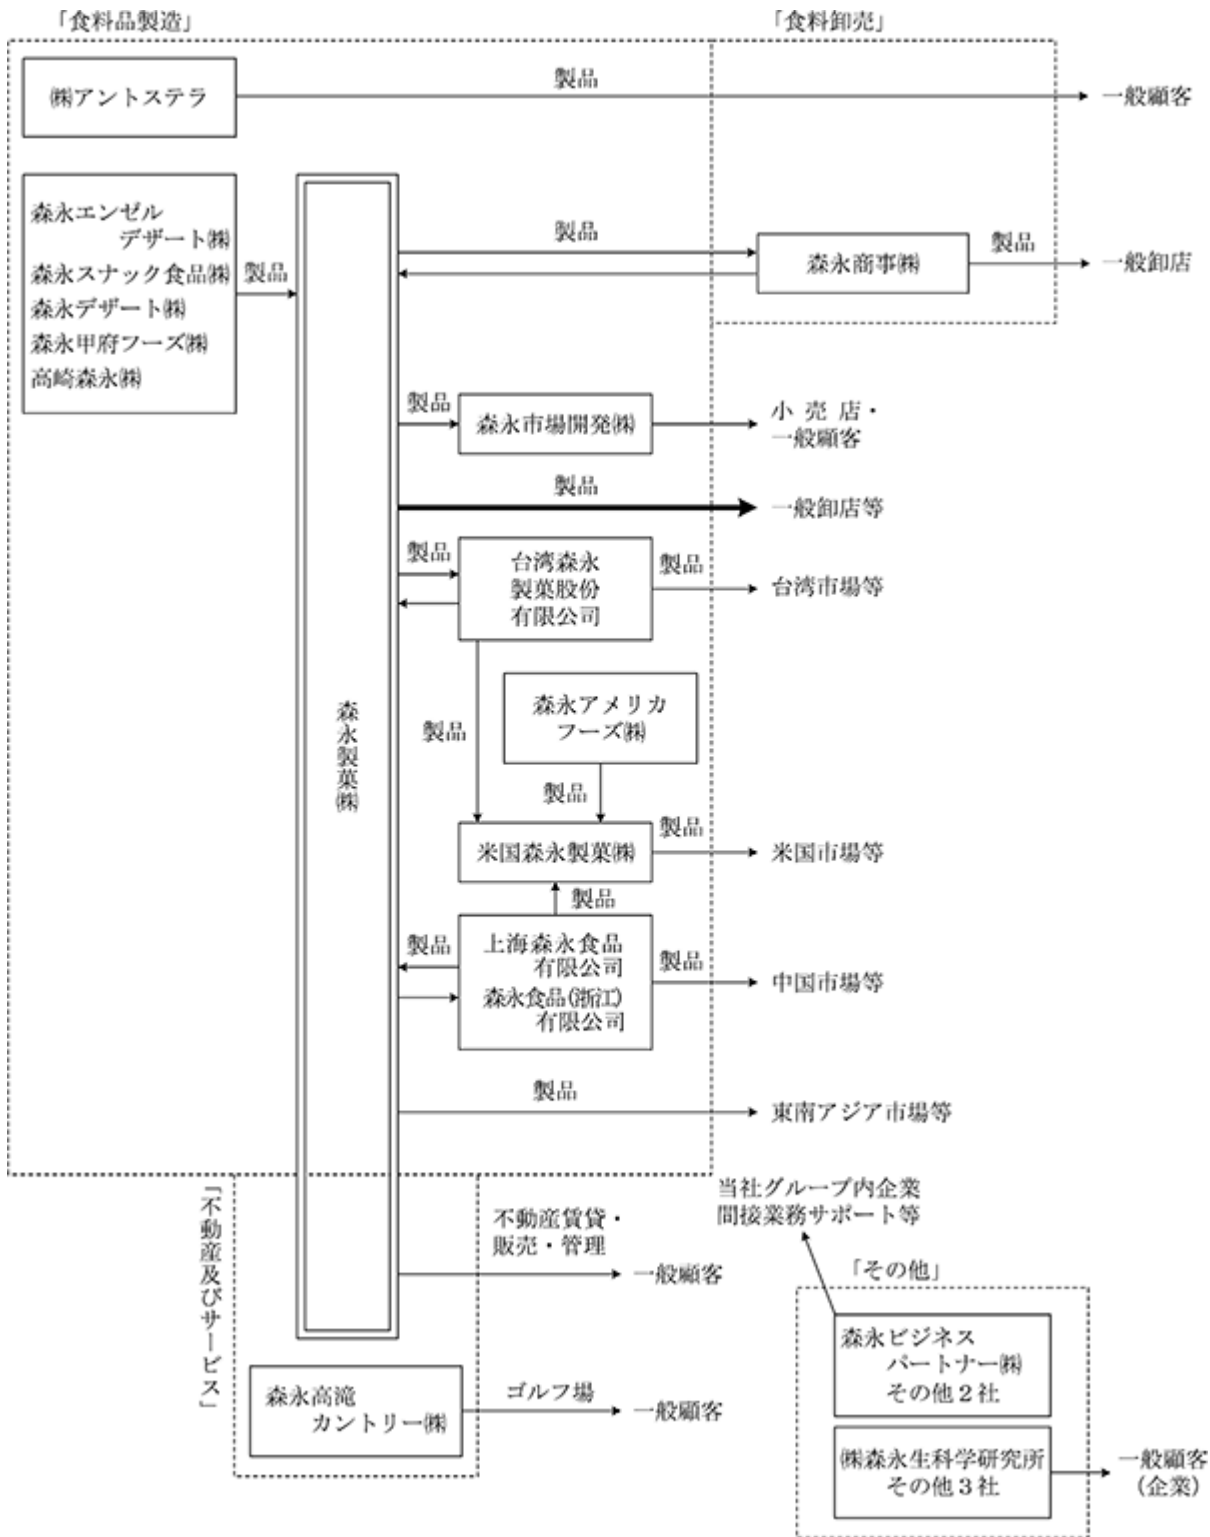 「食料品製造」
「食料卸売」
㈱アントステラ
製品
一般顧客
森永エンゼル
デザート㈱
森永スナック食品㈱
森永デザート㈱
森永甲府フーズ㈱
高崎森永㈱
製品
製品
森永商事㈱
製品
一般卸店
製品
森永市場開発㈱
小売店・
一般顧客
製品
一般卸店等
製品
台湾森永
製菓股份
有限公司
製品
台湾市場等
森永製菓㈱
製品
森永アメリカ
フーズ㈱
製品
米国森永製菓㈱
製品
米国市場等
製品
製品
上海森永食品
有限公司
森永食品(浙江)
有限公司
製品
中国市場等
製品
東南アジア市場等
「不動産及びサービス」
不動産賃貸・
販売・管理
一般顧客
森永高滝
カントリー㈱
ゴルフ場
一般顧客
当社グループ内企業
間接業務サポート等
「その他」
森永ビジネス
パートナー㈱
その他2社
㈱森永生科学研究所
その他3社
一般顧客
(企業)